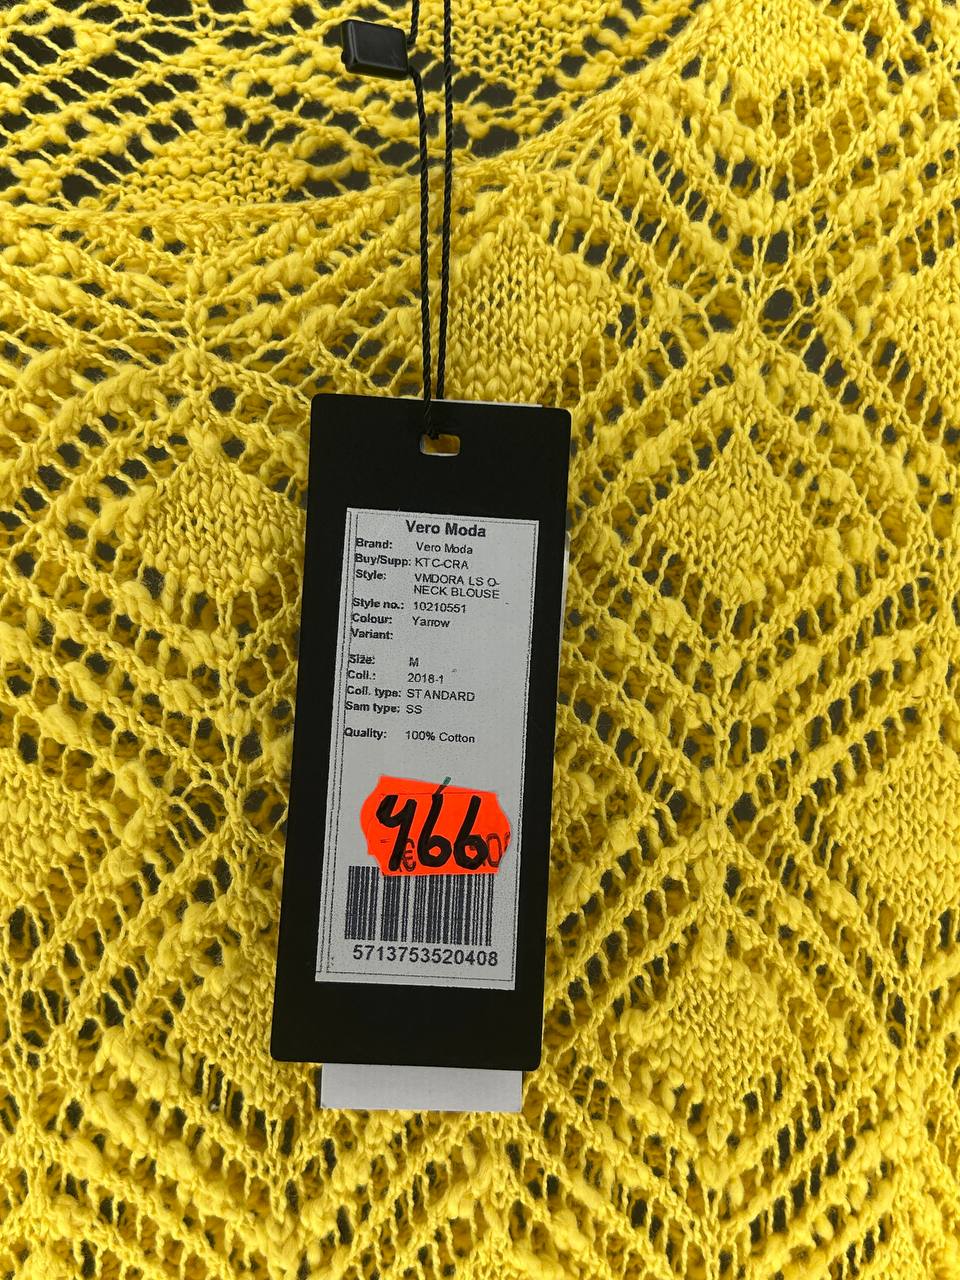 Vero Moda
Brand: Vero Moda
Buy/Supp: KTC-CRA
Style: VMDORA LS O-
NECK BLOUSE
Style no.: 10210551
Colour: Yarrow
Variant:
Size: M
Coll.: 2018-1
Coll. type: STANDARD
Sam type: SS
Quality: 100% Cotton
466
5713753520408